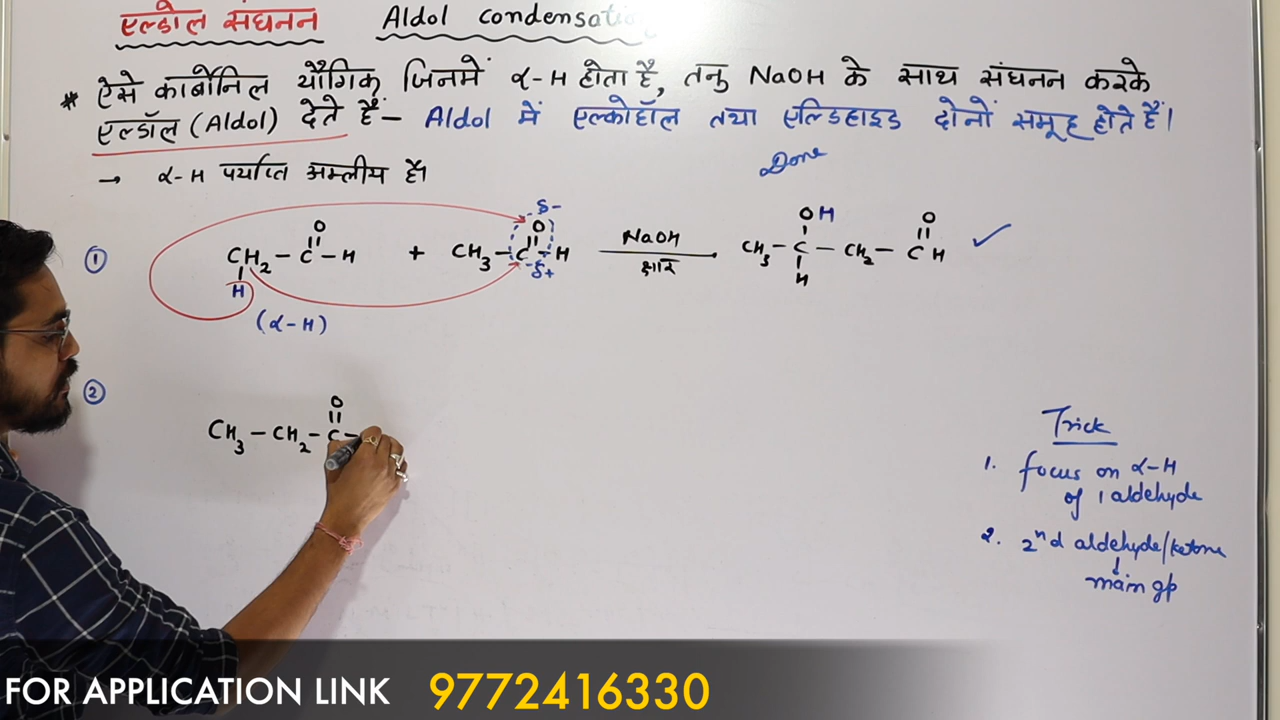 एल्डोल संघनन Aldol condensatio
* ऐसे कार्बोनिल यौगिक जिनमें α-H होता है, तनु NaOH के साथ संघनन करके
एल्डॉल (Aldol) देते हैं - Aldol में एल्कोहॉल तथा एल्डिहाइड दोनों समूह होते हैं।
→ α-H पर्याप्त अम्लीय है।
Done
① CH2 - C - H + CH3 - C - H NaOH क्षार CH3 - C - CH2 - C H ✓
O O δ- δ+ OH O
H H
(α-H)
②
O
CH3 - CH2 - C -
Trick
1. focus on α-H
of 1 aldehyde
2. 2nd aldehyde/ketone
↓
main gp
FOR APPLICATION LINK 9772416330